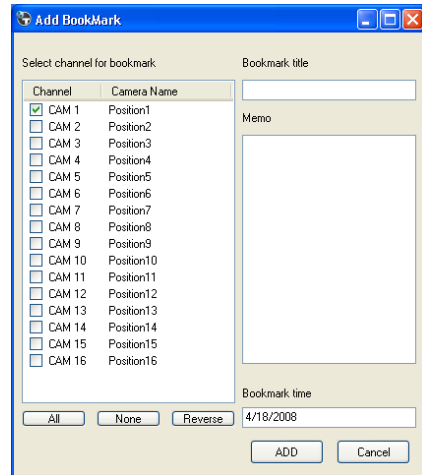 Add BookMark
Select channel for bookmark
Channel Camera Name
CAM 1 Position1
CAM 2 Position2
CAM 3 Position3
CAM 4 Position4
CAM 5 Position5
CAM 6 Position6
CAM 7 Position7
CAM 8 Position8
CAM 9 Position9
CAM 10 Position10
CAM 11 Position11
CAM 12 Position12
CAM 13 Position13
CAM 14 Position14
CAM 15 Position15
CAM 16 Position16
All None Reverse
Bookmark title
Memo
Bookmark time
4/18/2008
ADD Cancel